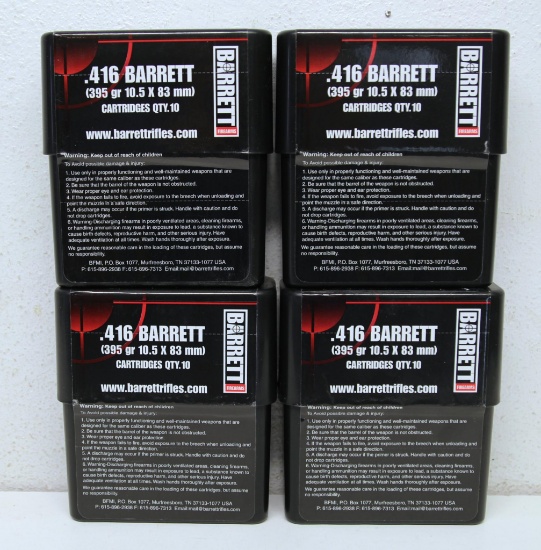 .416 BARRETT
(395 gr 10.5 X 83 mm)
CARTRIDGES QTY.10
www.barrettrifles.com
BARRETT
FIREARMS
Warning: Keep out of reach of children
To Avoid possible damage & injury:
1. Use only in properly functioning and well-maintained weapons that are
designed for the same caliber as these cartridges.
2. Be sure that the barrel of the weapon is not obstructed.
3. Wear proper eye and ear protection.
4. If the weapon fails to fire, avoid exposure to the breech when unloading and
point the muzzle in a safe direction.
5. A discharge may occur if the primer is struck. Handle with caution and do
not drop cartridges.
6. Warning-Discharging firearms in poorly ventilated areas, cleaning firearms,
or handling ammunition may result in exposure to lead, a substance known to
cause birth defects, reproductive harm, and other serious injury. Have
adequate ventilation at all times. Wash hands thoroughly after exposure.
We guarantee reasonable care in the loading of these cartridges, but assume
no responsibility.
BFMI, P.O. Box 1077, Murfreesboro, TN 37133-1077 USA
P: 615-896-2938 F: 615-896-7313 Email:mail@barrettrifles.com
.416 BARRETT
(395 gr 10.5 X 83 mm)
CARTRIDGES QTY.10
www.barrettrifles.com
BARRETT
FIREARMS
Warning: Keep out of reach of children
To Avoid possible damage & injury:
1. Use only in properly functioning and well-maintained weapons that are
designed for the same caliber as these cartridges.
2. Be sure that the barrel of the weapon is not obstructed.
3. Wear proper eye and ear protection.
4. If the weapon fails to fire, avoid exposure to the breech when unloading and
point the muzzle in a safe direction.
5. A discharge may occur if the primer is struck. Handle with caution and do
not drop cartridges.
6. Warning-Discharging firearms in poorly ventilated areas, cleaning firearms,
or handling ammunition may result in exposure to lead, a substance known to
cause birth defects, reproductive harm, and other serious injury. Have
adequate ventilation at all times. Wash hands thoroughly after exposure.
We guarantee reasonable care in the loading of these cartridges, but assume
no responsibility.
BFMI, P.O. Box 1077, Murfreesboro, TN 37133-1077 USA
P: 615-896-2938 F: 615-896-7313 Email:mail@barrettrifles.com
.416 BARRETT
(395 gr 10.5 X 83 mm)
CARTRIDGES QTY.10
www.barrettrifles.com
BARRETT
FIREARMS
Warning: Keep out of reach of children
To Avoid possible damage & injury:
1. Use only in properly functioning and well-maintained weapons that are
designed for the same caliber as these cartridges.
2. Be sure that the barrel of the weapon is not obstructed.
3. Wear proper eye and ear protection.
4. If the weapon fails to fire, avoid exposure to the breech when unloading and
point the muzzle in a safe direction.
5. A discharge may occur if the primer is struck. Handle with caution and do
not drop cartridges.
6. Warning-Discharging firearms in poorly ventilated areas, cleaning firearms,
or handling ammunition may result in exposure to lead, a substance known to
cause birth defects, reproductive harm, and other serious injury. Have
adequate ventilation at all times. Wash hands thoroughly after exposure.
We guarantee reasonable care in the loading of these cartridges, but assume
no responsibility.
BFMI, P.O. Box 1077, Murfreesboro, TN 37133-1077 USA
P: 615-896-2938 F: 615-896-7313 Email:mail@barrettrifles.com
.416 BARRETT
(395 gr 10.5 X 83 mm)
CARTRIDGES QTY.10
www.barrettrifles.com
BARRETT
FIREARMS
Warning: Keep out of reach of children
To Avoid possible damage & injury:
1. Use only in properly functioning and well-maintained weapons that are
designed for the same caliber as these cartridges.
2. Be sure that the barrel of the weapon is not obstructed.
3. Wear proper eye and ear protection.
4. If the weapon fails to fire, avoid exposure to the breech when unloading and
point the muzzle in a safe direction.
5. A discharge may occur if the primer is struck. Handle with caution and do
not drop cartridges.
6. Warning-Discharging firearms in poorly ventilated areas, cleaning firearms,
or handling ammunition may result in exposure to lead, a substance known to
cause birth defects, reproductive harm, and other serious injury. Have
adequate ventilation at all times. Wash hands thoroughly after exposure.
We guarantee reasonable care in the loading of these cartridges, but assume
no responsibility.
BFMI, P.O. Box 1077, Murfreesboro, TN 37133-1077 USA
P: 615-896-2938 F: 615-896-7313 Email:mail@barrettrifles.com